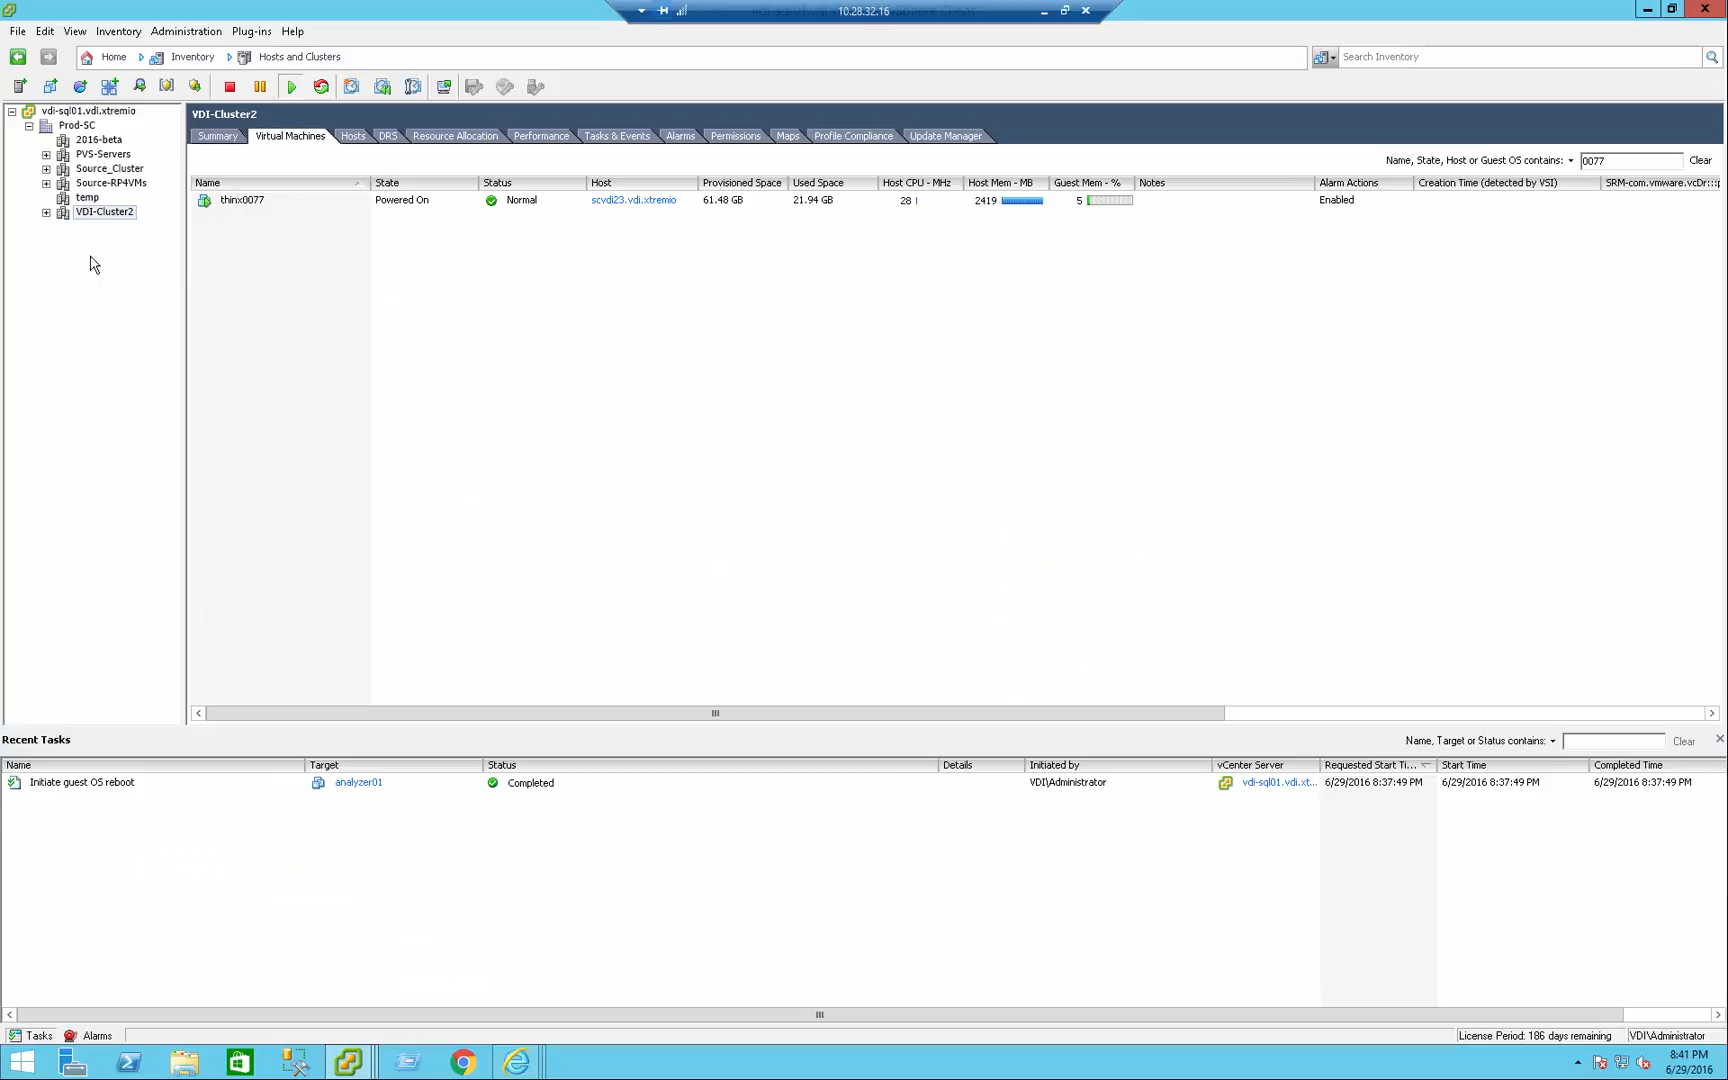 10.28.32.16
File Edit View Inventory Administration Plug-ins Help
Home Inventory Hosts and Clusters Search Inventory
vdi-sql01.vdi.xtremio
Prod-SC
2016-beta
PVS-Servers
Source_Cluster
Source-RP4VMs
temp
VDI-Cluster2
VDI-Cluster2
Summary Virtual Machines Hosts DRS Resource Allocation Performance Tasks & Events Alarms Permissions Maps Profile Compliance Update Manager
Name, State, Host or Guest OS contains: 0077 Clear
Name State Status Host Provisioned Space Used Space Host CPU - MHz Host Mem - MB Guest Mem - % Notes Alarm Actions Creation Time (detected by VSI) SRM-com.vmware.vcDr:::
thinx0077 Powered On Normal scvdi23.vdi.xtremio 61.48 GB 21.94 GB 28 2419 5 Enabled
Recent Tasks Name, Target or Status contains: Clear
Name Target Status Details Initiated by vCenter Server Requested Start Ti... Start Time Completed Time
Initiate guest OS reboot analyzer01 Completed VDI\Administrator vdi-sql01.vdi.xt... 6/29/2016 8:37:49 PM 6/29/2016 8:37:49 PM 6/29/2016 8:37:49 PM
Tasks Alarms License Period: 186 days remaining VDI\Administrator
8:41 PM
6/29/2016